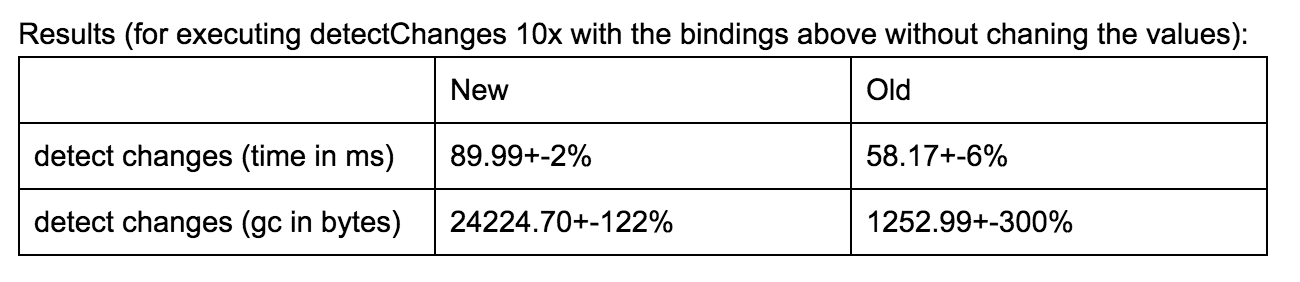 Results (for executing detectChanges 10x with the bindings above without chaning the values):
New Old
detect changes (time in ms) 89.99+-2% 58.17+-6%
detect changes (gc in bytes) 24224.70+-122% 1252.99+-300%